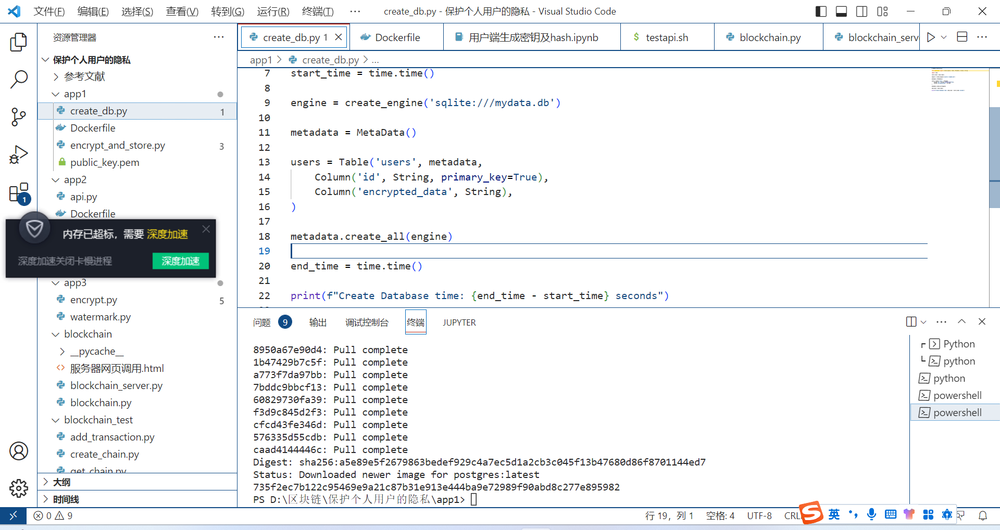 文件(F) 编辑(E) 选择(S) 查看(V) 转到(G) 运行(R) 终端(T) ··· create_db.py - 保护个人用户的隐私 - Visual Studio Code
资源管理器 ···
保护个人用户的隐私
参考文献
app1
create_db.py 1
Dockerfile
encrypt_and_store.py 3
public_key.pem
app2
api.py
Dockerfile
内存已超标，需要 深度加速
深度加速关闭卡慢进程 深度加速
app3
encrypt.py 5
watermark.py
blockchain
__pycache__
服务器网页调用.html
blockchain_server.py
blockchain.py
blockchain_test
add_transaction.py
create_chain.py
get_chain.py
大纲
时间线
1
create_db.py 1 Dockerfile 用户端生成密钥及hash.ipynb testapi.sh blockchain.py blockchain_serv
app1 > create_db.py > ...
7 start_time = time.time()
8
9 engine = create_engine('sqlite:///mydata.db')
10
11 metadata = MetaData()
12
13 users = Table('users', metadata,
14 Column('id', String, primary_key=True),
15 Column('encrypted_data', String),
16 )
17
18 metadata.create_all(engine)
19
20 end_time = time.time()
21
22 print(f"Create Database time: {end_time - start_time} seconds")
问题 9 输出 调试控制台 终端 JUPYTER
8950a67e90d4: Pull complete
1b47429b7c5f: Pull complete
a773f7da97bb: Pull complete
7bddc9bbcf13: Pull complete
60829730fa39: Pull complete
f3d9c845d2f3: Pull complete
cfcd43fe346d: Pull complete
576335d55cdb: Pull complete
caad4144446c: Pull complete
Digest: sha256:a5e89e5f2679863bedef929c4a7ec5d1a2cb3c045f13b47680d86f8701144ed7
Status: Downloaded newer image for postgres:latest
735f2ec7b122c95469e9a21c87b31e913e444ba9e72989f90abd8c277e895982
PS D:\区块链\保护个人用户的隐私\app1>
Python
python
python
powershell
powershell
0 9 行 19，列 1 空格: 4 UTF-8 CRL
英